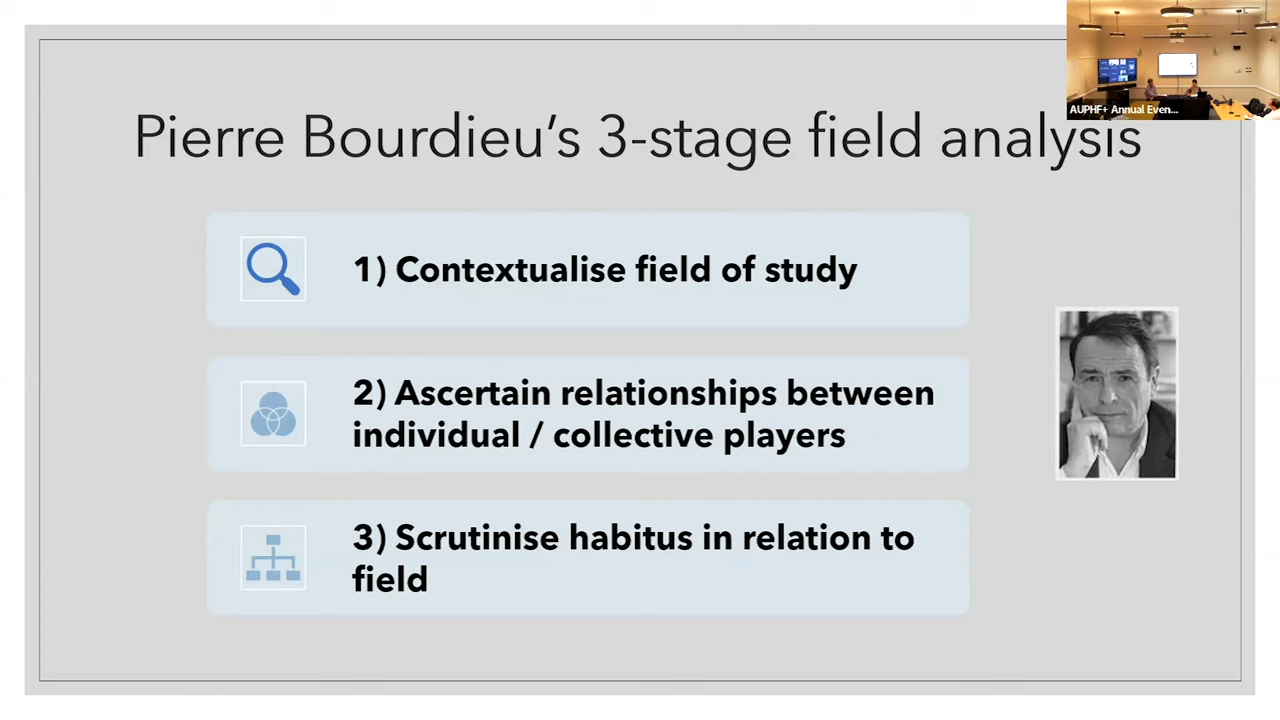 AUPHF+ Annual Even...
Pierre Bourdieu’s 3-stage field analysis
1) Contextualise field of study
2) Ascertain relationships between
individual / collective players
3) Scrutinise habitus in relation to
field